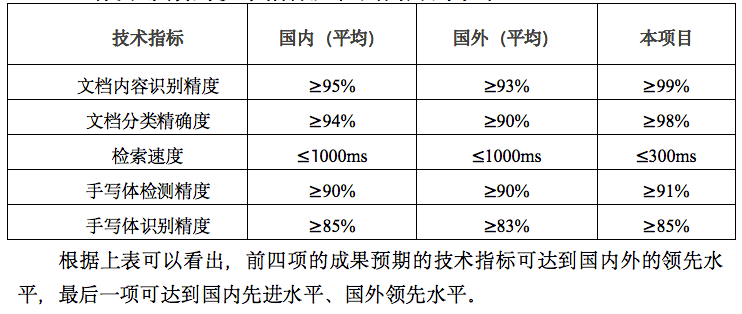 技术指标 国内（平均） 国外（平均） 本项目
文档内容识别精度 ≥95% ≥93% ≥99%
文档分类精确度 ≥94% ≥90% ≥98%
检索速度 ≤1000ms ≤1000ms ≤300ms
手写体检测精度 ≥90% ≥90% ≥91%
手写体识别精度 ≥85% ≥83% ≥85%
根据上表可以看出，前四项的成果预期的技术指标可达到国内外的领先水
平，最后一项可达到国内先进水平、国外领先水平。